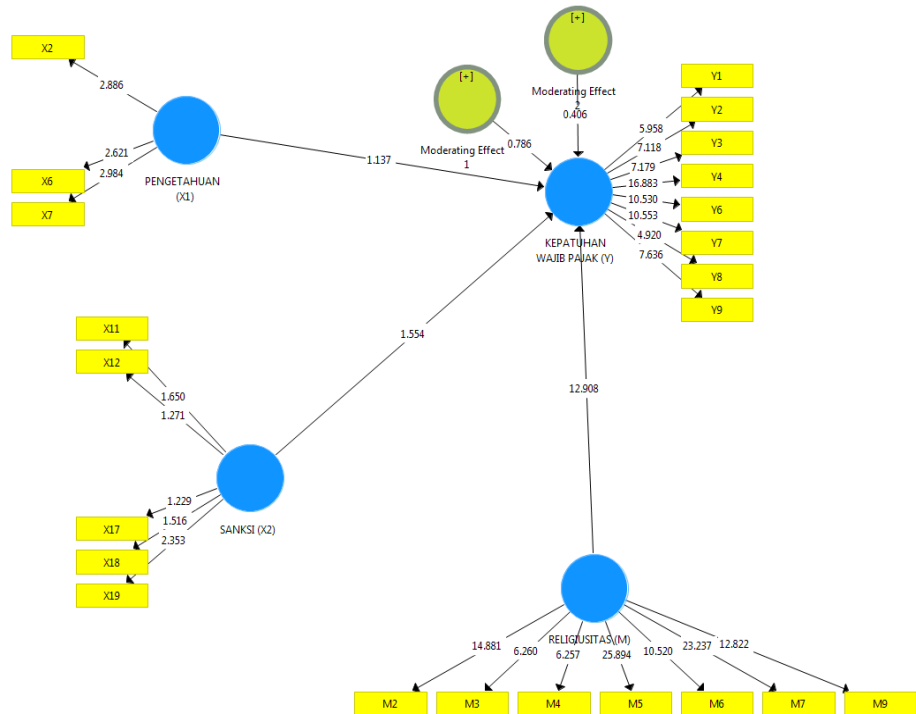 [+]
X2
[+]
Y1
2.886
Moderating Effect
2
0.406
Y2
5.958
7.118
0.786
Moderating Effect
1
Y3
7.179
2.621
1.137
Y4
16.883
X6
2.984
PENGETAHUAN
(X1)
10.530
Y6
X7
10.553
4.920
Y7
KEPATUHAN
WAJIB PAJAK (Y)
7.636
Y8
Y9
X11
1.554
X12
1.650
12.908
1.271
1.229
X17
1.516
SANKSI (X2)
2.353
X18
X19
RELIGIUSITAS (M)
14.881
6.260
6.257
25.894
10.520
23.237
12.822
M2
M3
M4
M5
M6
M7
M9